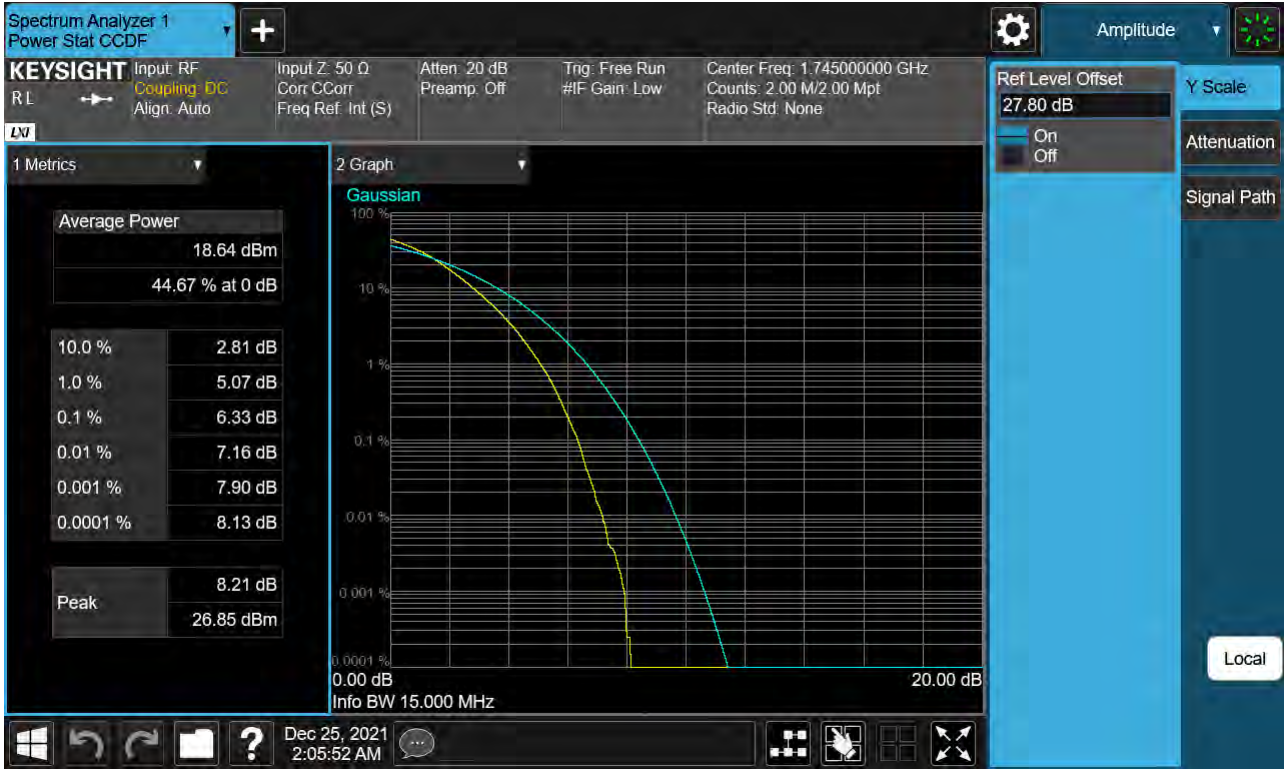 Spectrum Analyzer 1
Power Stat CCDF
+
Amplitude
KEYSIGHT
R L
LXI
Input: RF
Coupling: DC
Align: Auto
Input Z: 50 Ω
Corr CCorr
Freq Ref: Int (S)
Atten: 20 dB
Preamp: Off
Trig: Free Run
#IF Gain: Low
Center Freq: 1.745000000 GHz
Counts: 2.00 M/2.00 Mpt
Radio Std: None
Ref Level Offset
27.80 dB
On
Off
Y Scale
Attenuation
Signal Path
Local
1 Metrics
Average Power
18.64 dBm
44.67 % at 0 dB
10.0 % 2.81 dB
1.0 % 5.07 dB
0.1 % 6.33 dB
0.01 % 7.16 dB
0.001 % 7.90 dB
0.0001 % 8.13 dB
Peak
8.21 dB
26.85 dBm
2 Graph
Gaussian
100 %
10 %
1 %
0.1 %
0.01 %
0.001 %
0.0001 %
0.00 dB 20.00 dB
Info BW 15.000 MHz
?
Dec 25, 2021
2:05:52 AM